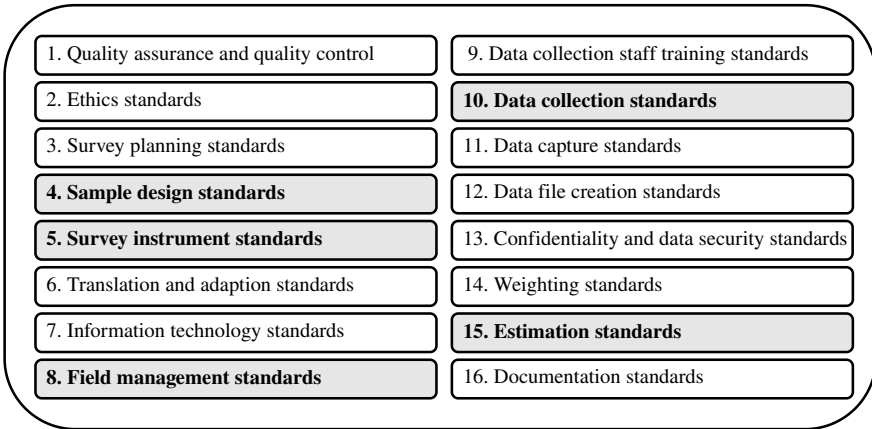 1. Quality assurance and quality control
2. Ethics standards
3. Survey planning standards
4. Sample design standards
5. Survey instrument standards
6. Translation and adaption standards
7. Information technology standards
8. Field management standards
9. Data collection staff training standards
10. Data collection standards
11. Data capture standards
12. Data file creation standards
13. Confidentiality and data security standards
14. Weighting standards
15. Estimation standards
16. Documentation standards